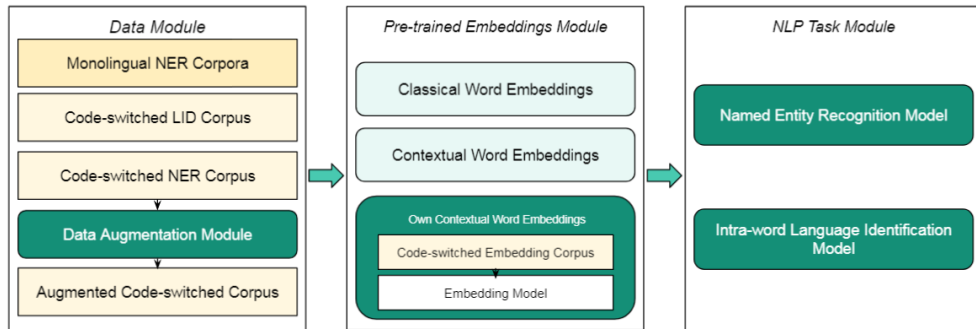 Data Module
Monolingual NER Corpora
Code-switched LID Corpus
Code-switched NER Corpus
Data Augmentation Module
Augmented Code-switched Corpus
Pre-trained Embeddings Module
Classical Word Embeddings
Contextual Word Embeddings
Own Contextual Word Embeddings
Code-switched Embedding Corpus
Embedding Model
NLP Task Module
Named Entity Recognition Model
Intra-word Language Identification
Model